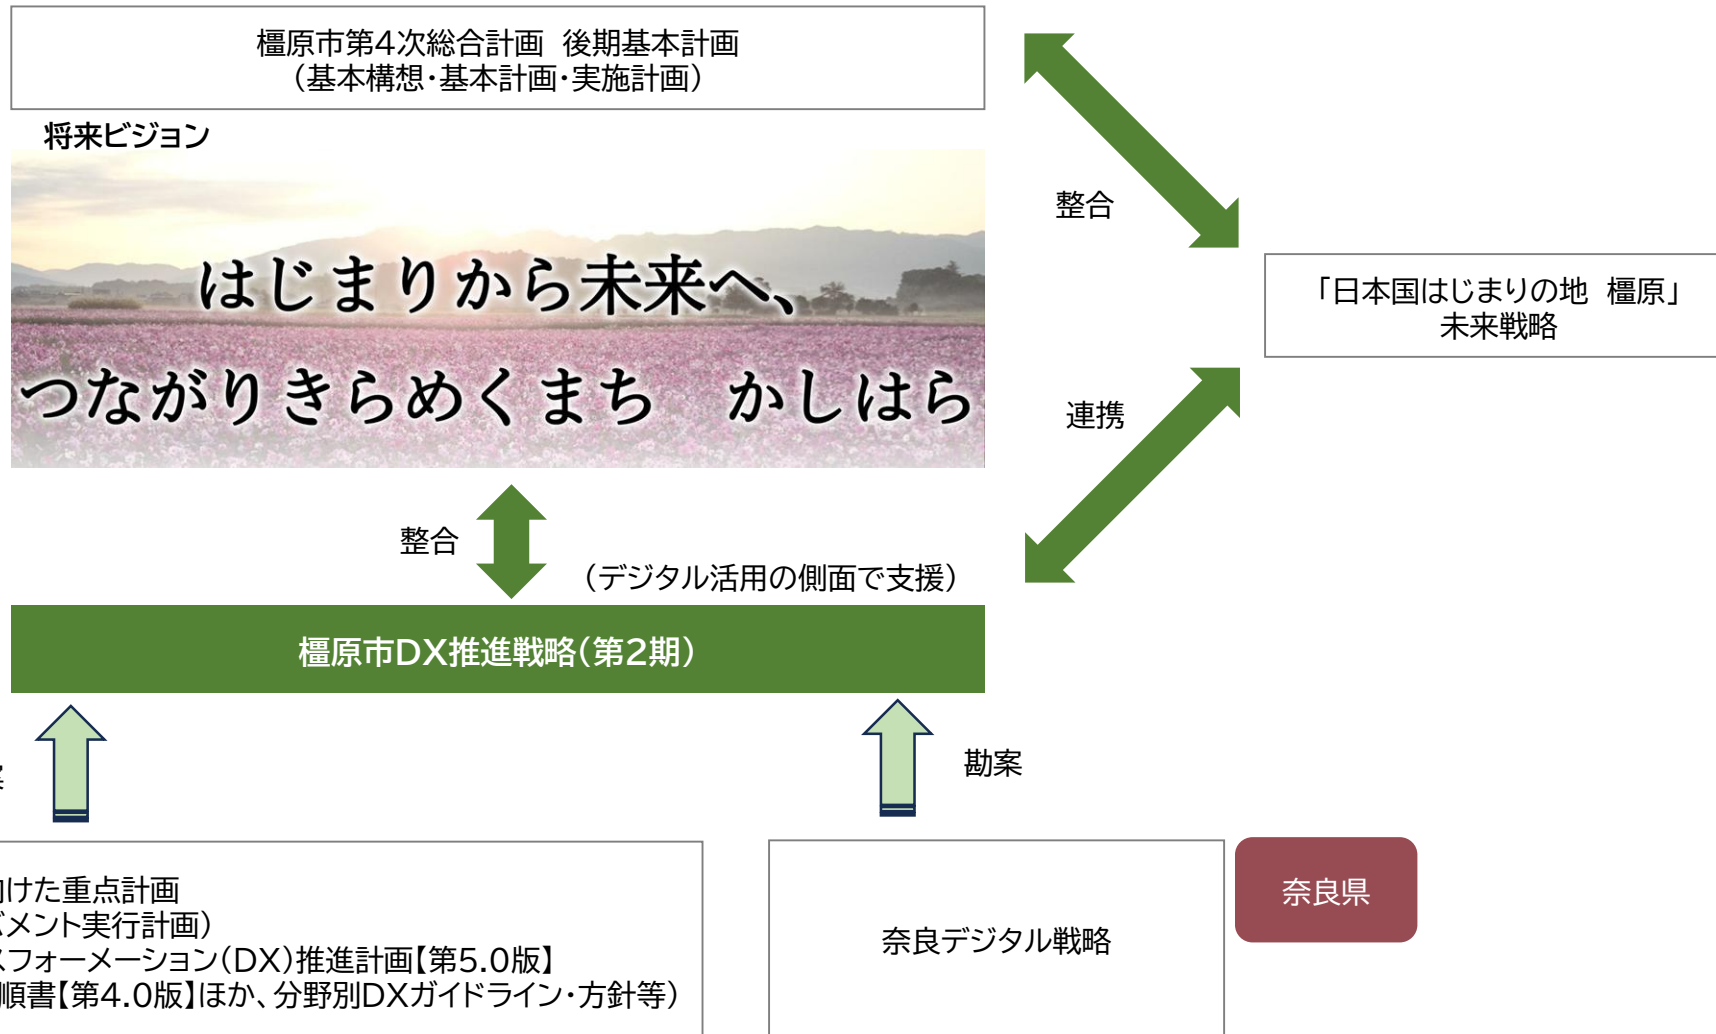 橿原市第4次総合計画 後期基本計画
（基本構想・基本計画・実施計画）
将来ビジョン
はじまりから未来へ、
つながりきらめくまち　かしはら
整合
「日本国はじまりの地 橿原」
未来戦略
連携
整合
（デジタル活用の側面で支援）
橿原市DX推進戦略（第2期）
勘案
けた重点計画
メント実行計画）
フォーメーション（DX）推進計画【第5.0版】
順書【第4.0版】ほか、分野別DXガイドライン・方針等）
奈良デジタル戦略
奈良県